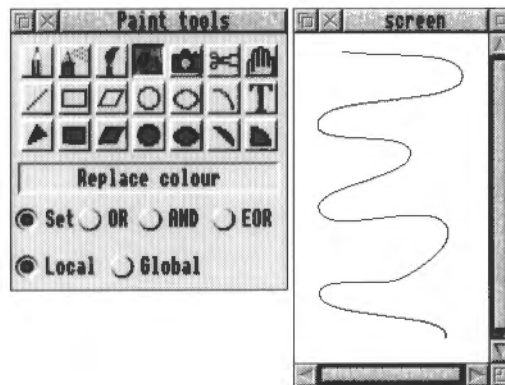 Paint tools
screen
T
Replace colour
Set OR AND EOR
Local Global